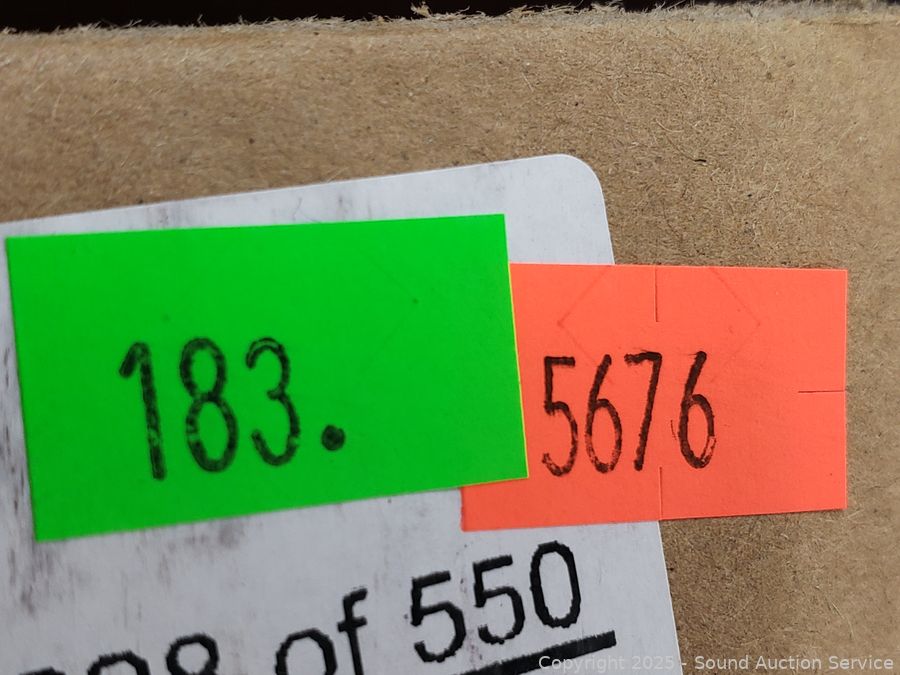 183.
5676
of 550
Copyright 2025 - Sound Auction Service